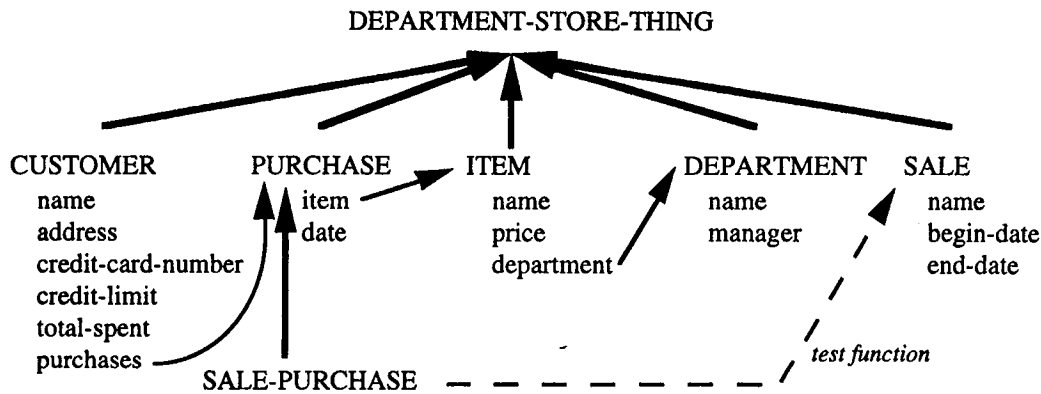 DEPARTMENT-STORE-THING
CUSTOMER
name
address
credit-card-number
credit-limit
total-spent
purchases
PURCHASE
item
date
ITEM
name
price
department
DEPARTMENT
name
manager
SALE
name
begin-date
end-date
SALE-PURCHASE
test function